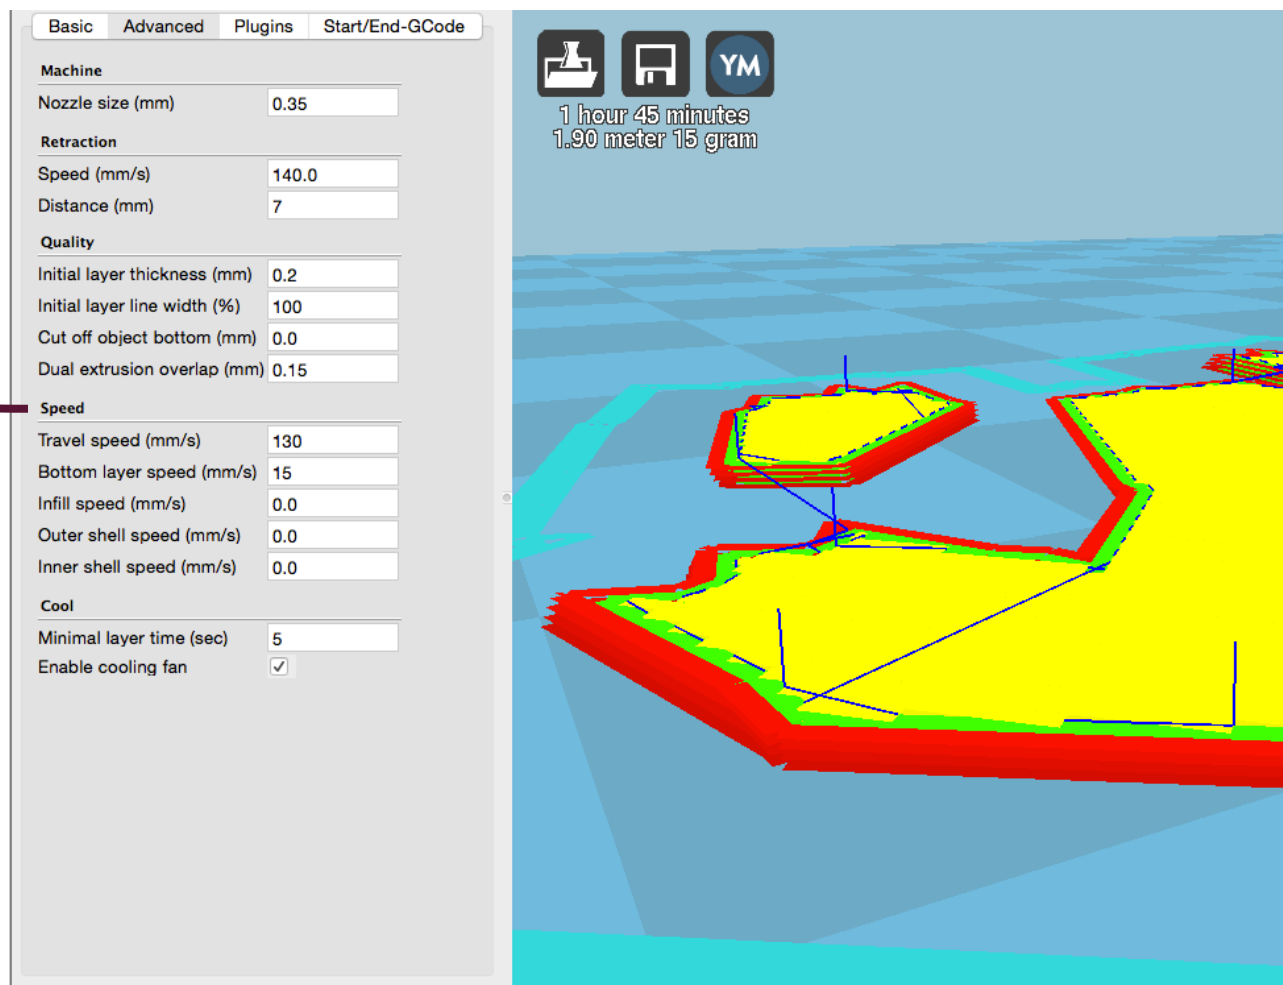 Basic Advanced Plugins Start/End-GCode
Machine
Nozzle size (mm) 0.35
Retraction
Speed (mm/s) 140.0
Distance (mm) 7
Quality
Initial layer thickness (mm) 0.2
Initial layer line width (%) 100
Cut off object bottom (mm) 0.0
Dual extrusion overlap (mm) 0.15
Speed
Travel speed (mm/s) 130
Bottom layer speed (mm/s) 15
Infill speed (mm/s) 0.0
Outer shell speed (mm/s) 0.0
Inner shell speed (mm/s) 0.0
Cool
Minimal layer time (sec) 5
Enable cooling fan
YM
1 hour 45 minutes
1.90 meter 15 gram